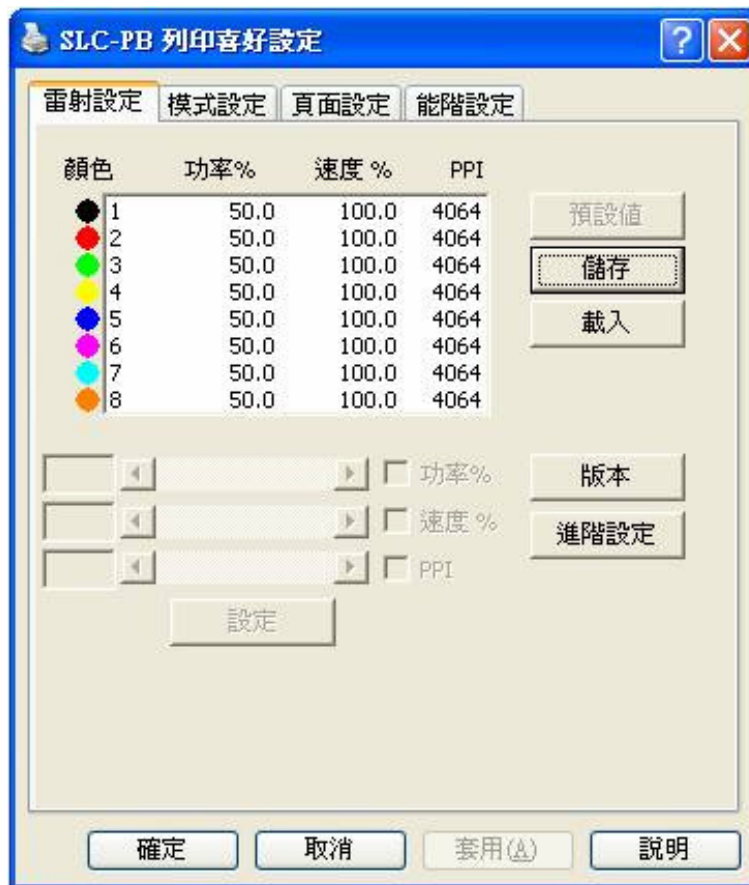 SLC-PB 列印喜好設定
雷射設定 模式設定 頁面設定 能階設定
顏色 功率% 速度 % PPI
1 50.0 100.0 4064
2 50.0 100.0 4064
3 50.0 100.0 4064
4 50.0 100.0 4064
5 50.0 100.0 4064
6 50.0 100.0 4064
7 50.0 100.0 4064
8 50.0 100.0 4064
預設値
儲存
載入
功率%
速度 %
PPI
版本
進階設定
設定
確定 取消 套用(A) 說明